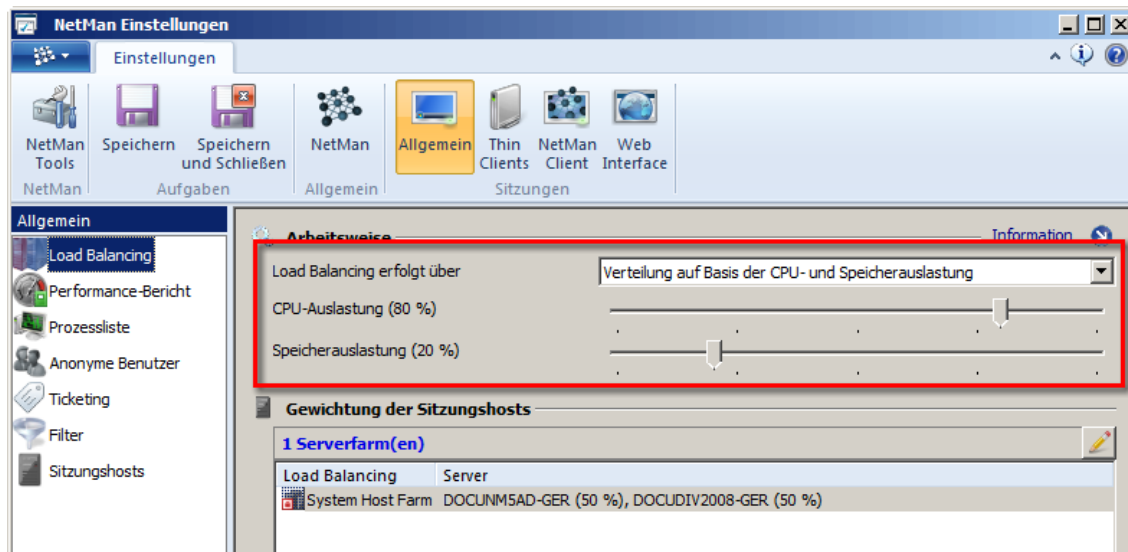 NetMan Einstellungen
Einstellungen
NetMan Tools
Speichern
Speichern und Schließen
NetMan
Allgemein
Thin Clients
NetMan Client
Web Interface
NetMan
Aufgaben
Allgemein
Sitzungen
Allgemein
Load Balancing
Performance-Bericht
Prozessliste
Anonyme Benutzer
Ticketing
Filter
Sitzungshosts
Arbeitsweise
Information
Load Balancing erfolgt über
Verteilung auf Basis der CPU- und Speicherauslastung
CPU-Auslastung (80 %)
Speicherauslastung (20 %)
Gewichtung der Sitzungshosts
1 Serverfarm(en)
Load Balancing Server
System Host Farm DOCUNM5AD-GER (50 %), DOCUDIV2008-GER (50 %)